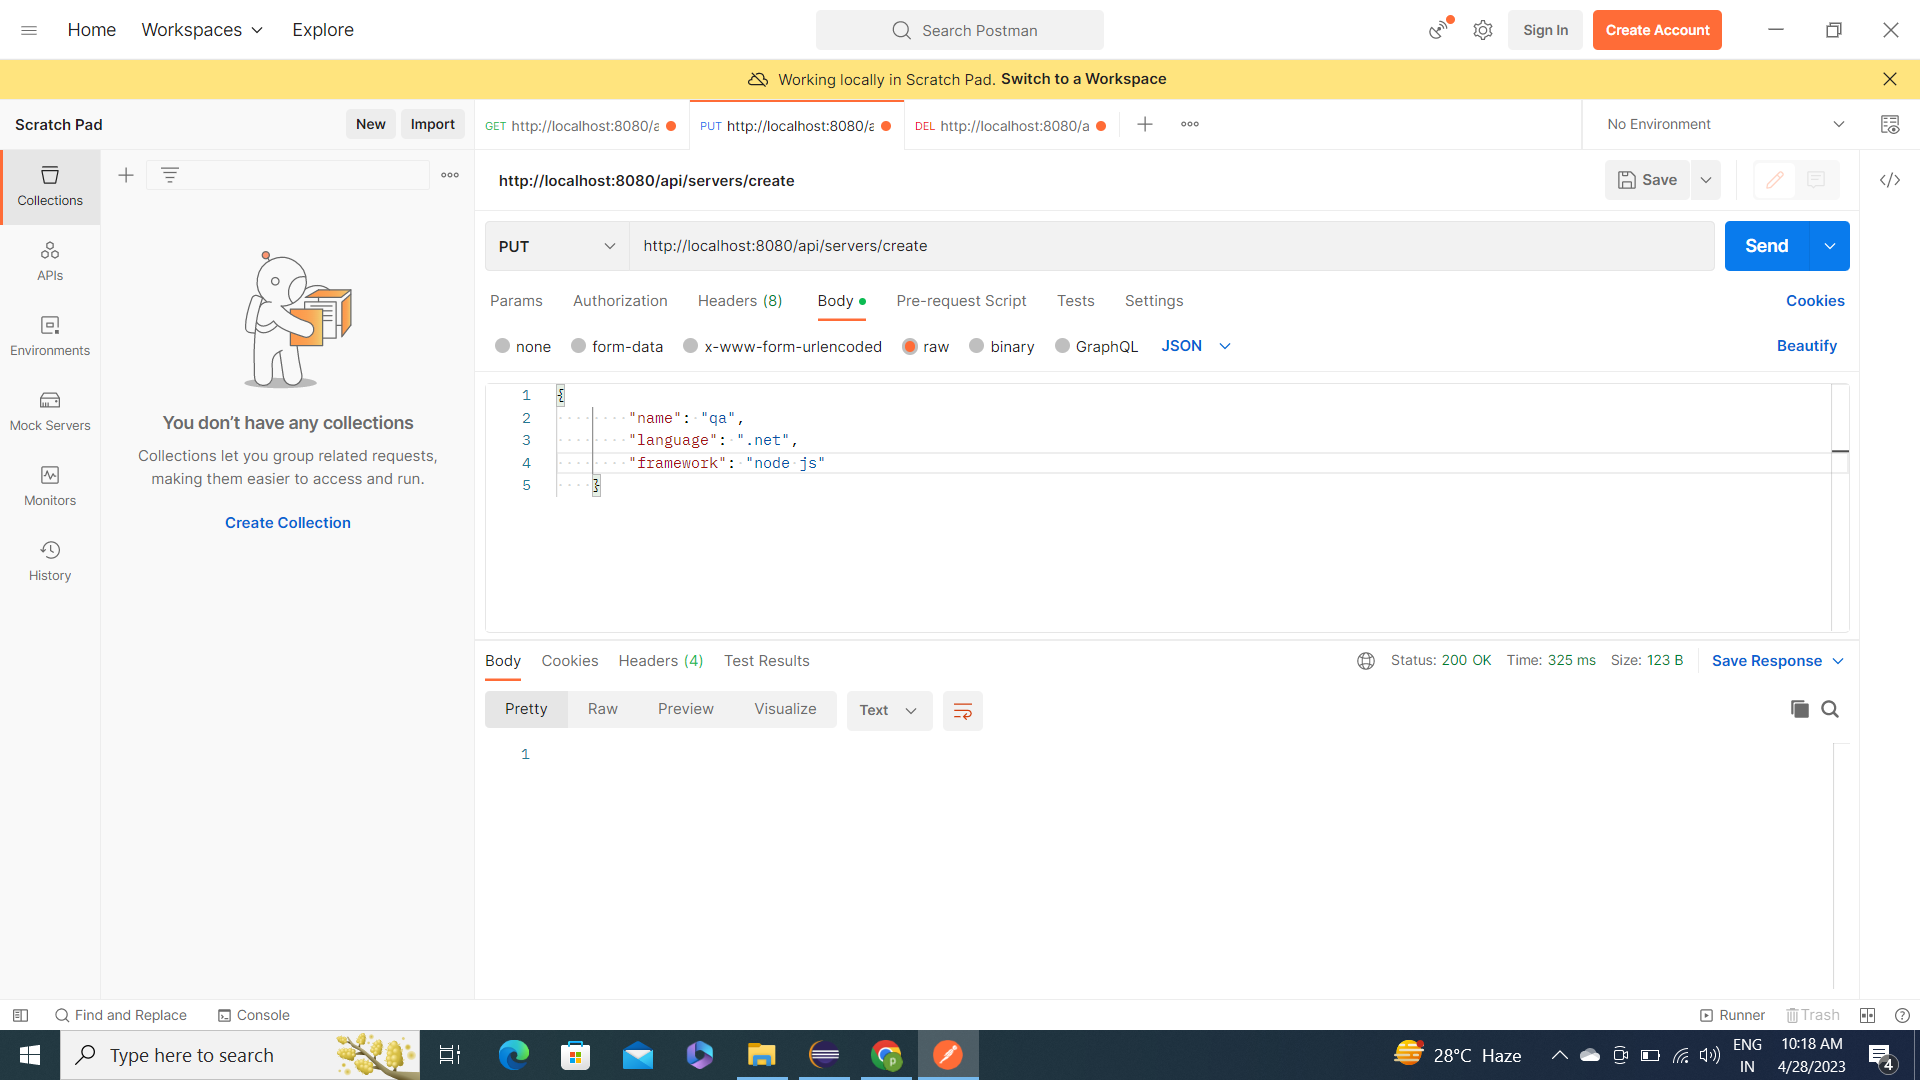 Home Workspaces Explore
Search Postman
Sign In Create Account
Working locally in Scratch Pad. Switch to a Workspace
Scratch Pad New Import
GET http://localhost:8080/a PUT http://localhost:8080/a DEL http://localhost:8080/a
No Environment
Collections
APIs
Environments
Mock Servers
Monitors
History
You don’t have any collections
Collections let you group related requests,
making them easier to access and run.
Create Collection
http://localhost:8080/api/servers/create
Save
PUT http://localhost:8080/api/servers/create Send
Params Authorization Headers (8) Body Pre-request Script Tests Settings Cookies
none form-data x-www-form-urlencoded raw binary GraphQL JSON Beautify
1 {
2 "name": "qa",
3 "language": ".net",
4 "framework": "node js"
5 }
Body Cookies Headers (4) Test Results Status: 200 OK Time: 325 ms Size: 123 B Save Response
Pretty Raw Preview Visualize Text
1
Find and Replace Console Runner Trash
Type here to search
28°C Haze
ENG
IN
10:18 AM
4/28/2023
4